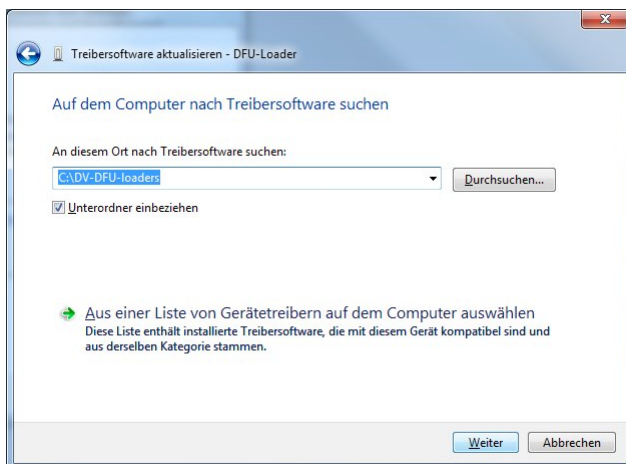 Treibersoftware aktualisieren - DFU-Loader
Auf dem Computer nach Treibersoftware suchen
An diesem Ort nach Treibersoftware suchen:
C:\DV-DFU-loaders
Durchsuchen...
Unterordner einbeziehen
Aus einer Liste von Gerätetreibern auf dem Computer auswählen
Diese Liste enthält installierte Treibersoftware, die mit diesem Gerät kompatibel sind und
aus derselben Kategorie stammen.
Weiter
Abbrechen